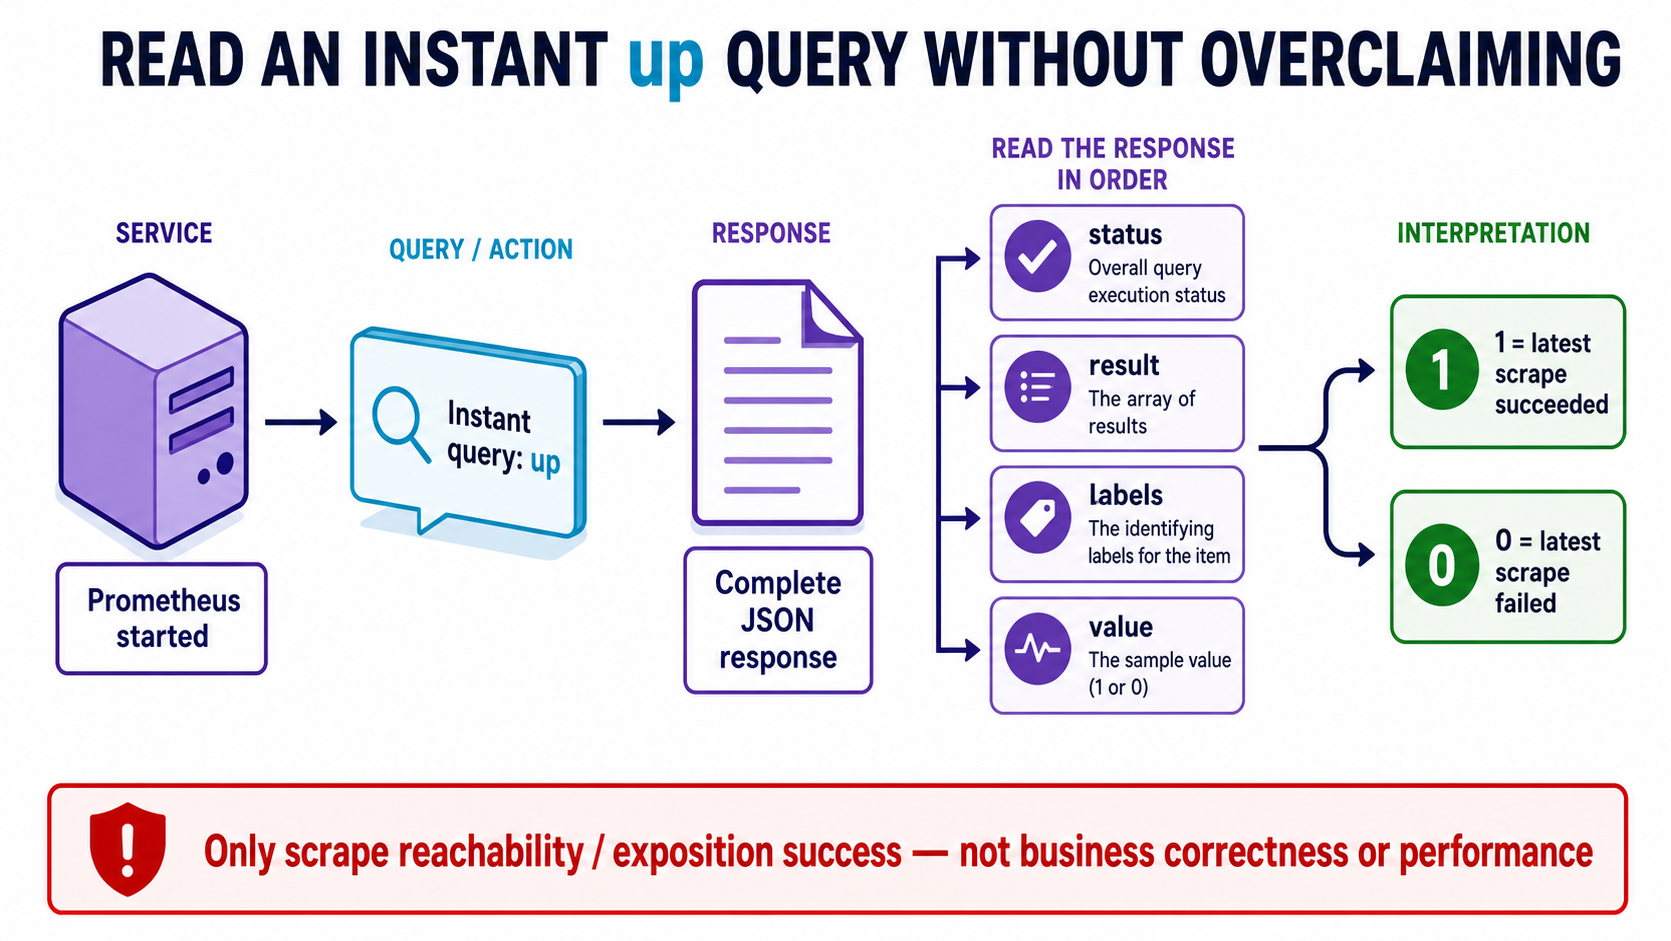 READ AN INSTANT up QUERY WITHOUT OVERCLAIMING
SERVICE
Prometheus
started
QUERY / ACTION
Instant
query: up
RESPONSE
Complete
JSON
response
READ THE RESPONSE
IN ORDER
status
Overall query
execution status
result
The array of
results
labels
The identifying
labels for the item
value
The sample value
(1 or 0)
INTERPRETATION
1
1 = latest
scrape
succeeded
0
0 = latest
scrape
failed
Only scrape reachability / exposition success — not business correctness or performance